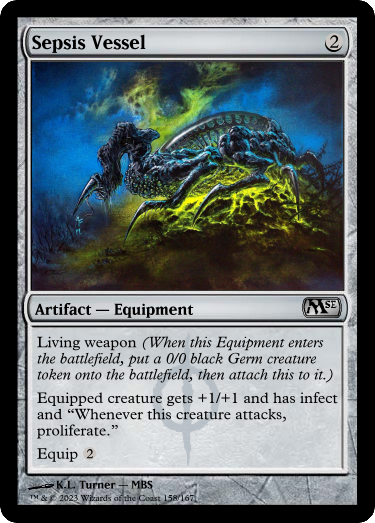 Sepsis Vessel 2
Artifact — Equipment MSE
Living weapon (When this Equipment enters
the battlefield, put a 0/0 black Germ creature
token onto the battlefield, then attach this to it.)
Equipped creature gets +1/+1 and has infect
and “Whenever this creature attacks,
proliferate.”
Equip 2
K.L. Turner — MBS
™ & © 2023 Wizards of the Coast 158/167